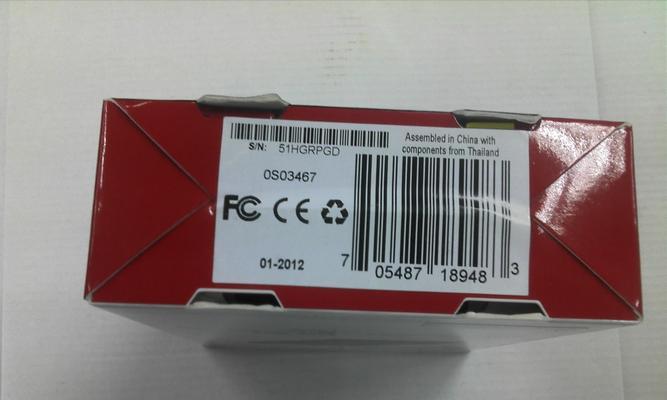 S/N: 51HGRPGD
Assembled in China with
components from Thailand
0S03467
FC CE
01-2012
7 05487 18948 3